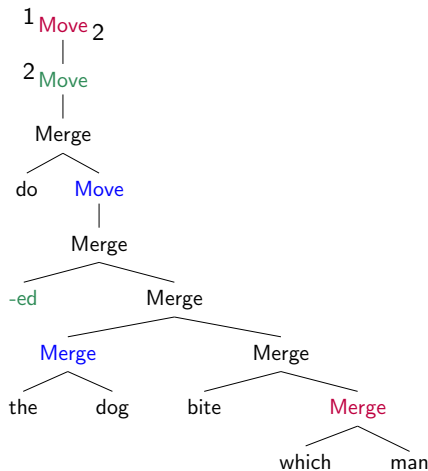 1 Move 2
2 Move
Merge
do Move
Merge
-ed Merge
Merge Merge
the dog bite Merge
which man